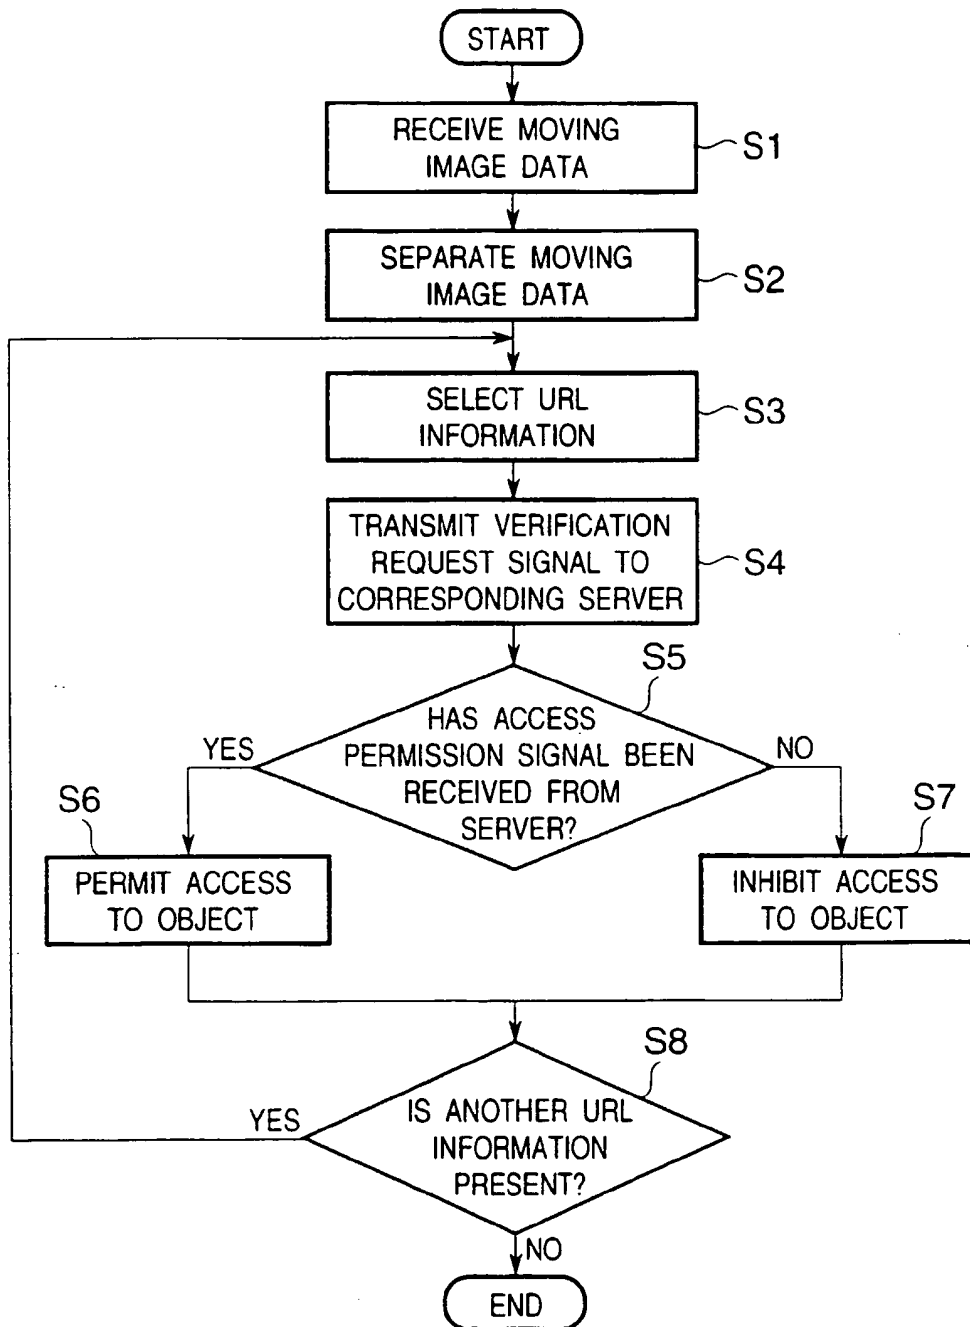 START
RECEIVE MOVING
IMAGE DATA
S1
SEPARATE MOVING
IMAGE DATA
S2
SELECT URL
INFORMATION
S3
TRANSMIT VERIFICATION
REQUEST SIGNAL TO
CORRESPONDING SERVER
S4
S5
HAS ACCESS
PERMISSION SIGNAL BEEN
RECEIVED FROM
SERVER?
YES
NO
S6
PERMIT ACCESS
TO OBJECT
S7
INHIBIT ACCESS
TO OBJECT
S8
IS ANOTHER URL
INFORMATION
PRESENT?
YES
NO
END